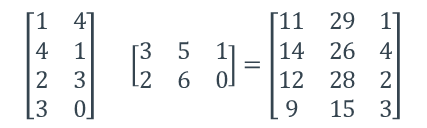 [1 4] [11 29 1]
[4 1] [3 5 1] [14 26 4]
[2 3] [2 6 0] = [12 28 2]
[3 0] [9 15 3]